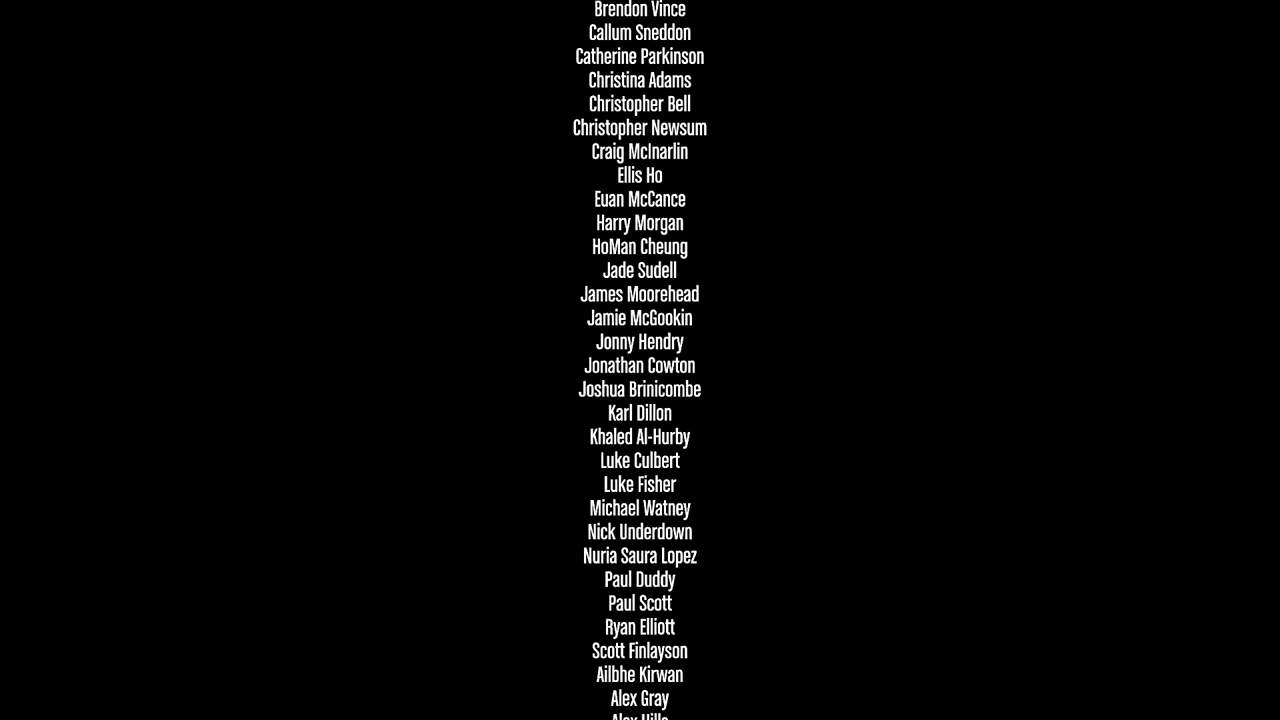 Brendon Vince
Callum Sneddon
Catherine Parkinson
Christina Adams
Christopher Bell
Christopher Newsum
Craig McInarlin
Ellis Ho
Euan McCance
Harry Morgan
HoMan Cheung
Jade Sudell
James Moorehead
Jamie McGookin
Jonny Hendry
Jonathan Cowton
Joshua Brinicombe
Karl Dillon
Khaled Al-Hurby
Luke Culbert
Luke Fisher
Michael Watney
Nick Underdown
Nuria Saura Lopez
Paul Duddy
Paul Scott
Ryan Elliott
Scott Finlayson
Ailbhe Kirwan
Alex Gray
Alex